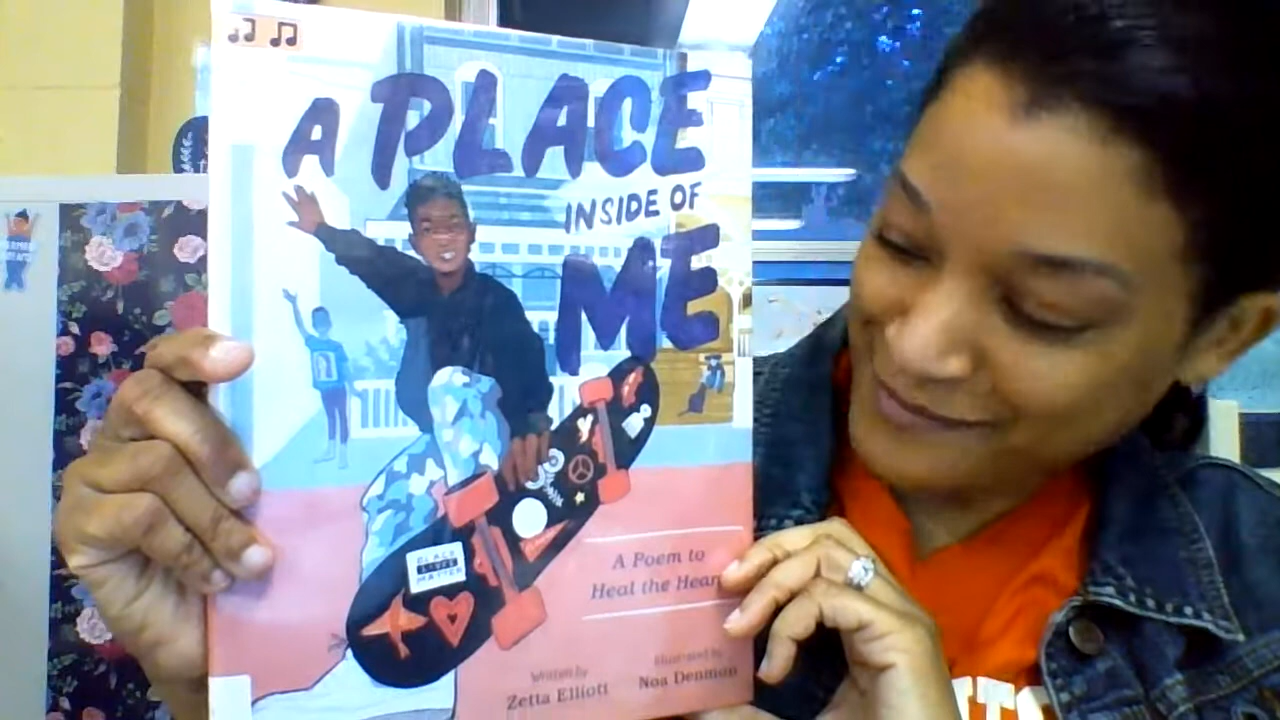 A PLACE
INSIDE OF
ME
BLACK
LIVES
MATTER
A Poem to
Heal the Heart
Written by
Zetta Elliott
Illustrated by
Noa Denmon